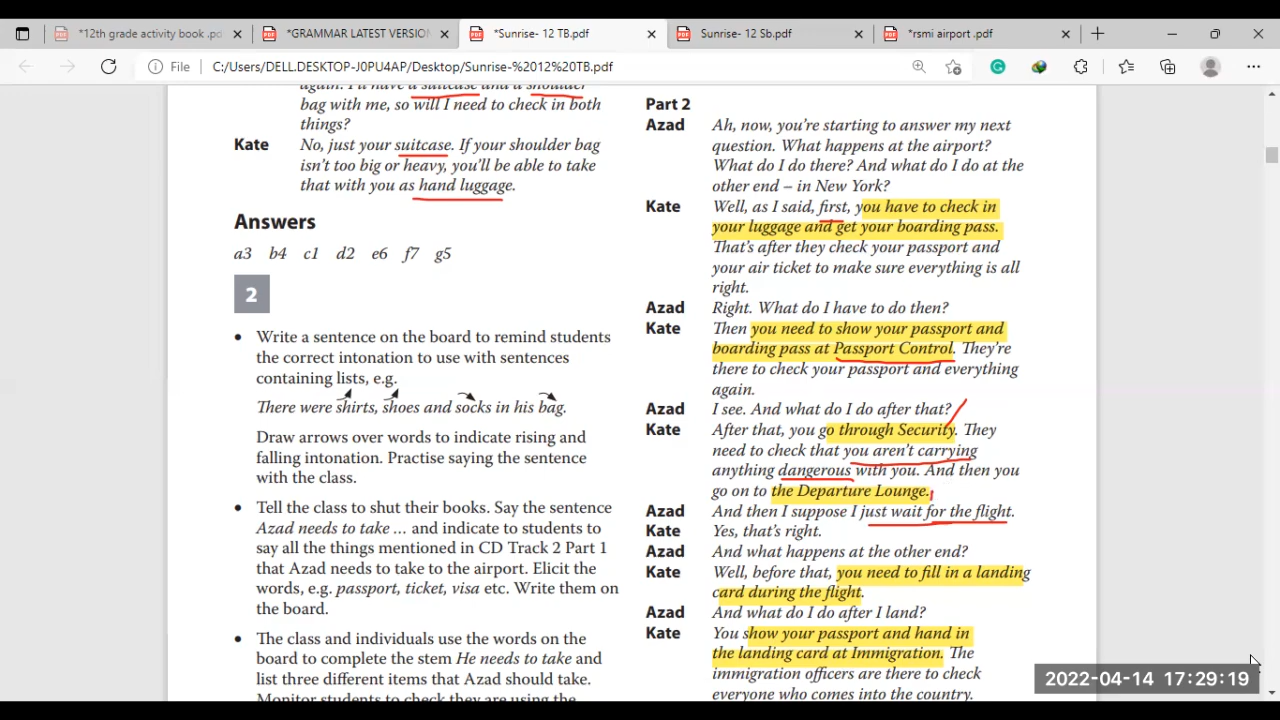 *12th grade activity book .po
*GRAMMAR LATEST VERSION
*Sunrise- 12 TB.pdf
Sunrise- 12 Sb.pdf
*rsmi airport .pdf
File
C:/Users/DELL.DESKTOP-J0PU4AP/Desktop/Sunrise-%2012%20TB.pdf
again. I'll have a suitcase and a shoulder
bag with me, so will I need to check in both
things?
Kate No, just your suitcase. If your shoulder bag
isn't too big or heavy, you'll be able to take
that with you as hand luggage.
Answers
a3 b4 c1 d2 e6 f7 g5
2
• Write a sentence on the board to remind students
the correct intonation to use with sentences
containing lists, e.g.
There were shirts, shoes and socks in his bag.
Draw arrows over words to indicate rising and
falling intonation. Practise saying the sentence
with the class.
• Tell the class to shut their books. Say the sentence
Azad needs to take ... and indicate to students to
say all the things mentioned in CD Track 2 Part 1
that Azad needs to take to the airport. Elicit the
words, e.g. passport, ticket, visa etc. Write them on
the board.
• The class and individuals use the words on the
board to complete the stem He needs to take and
list three different items that Azad should take.
Monitor students to check they are using the
Part 2
Azad Ah, now, you're starting to answer my next
question. What happens at the airport?
What do I do there? And what do I do at the
other end – in New York?
Kate Well, as I said, first, you have to check in
your luggage and get your boarding pass.
That's after they check your passport and
your air ticket to make sure everything is all
right.
Azad Right. What do I have to do then?
Kate Then you need to show your passport and
boarding pass at Passport Control. They're
there to check your passport and everything
again.
Azad I see. And what do I do after that?
Kate After that, you go through Security. They
need to check that you aren't carrying
anything dangerous with you. And then you
go on to the Departure Lounge.
Azad And then I suppose I just wait for the flight.
Kate Yes, that's right.
Azad And what happens at the other end?
Kate Well, before that, you need to fill in a landing
card during the flight.
Azad And what do I do after I land?
Kate You show your passport and hand in
the landing card at Immigration. The
immigration officers are there to check
everyone who comes into the country.
2022-04-14 17:29:19